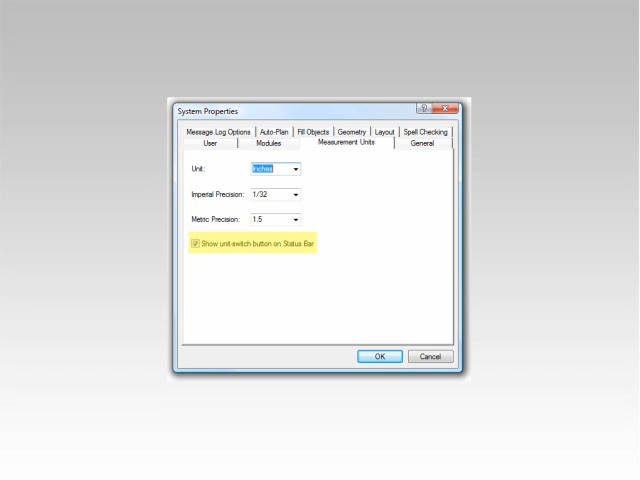 System Properties
Message Log Options Auto-Plan Fill Objects Geometry Layout Spell Checking
User Modules Measurement Units General
Unit: Inches
Imperial Precision: 1/32
Metric Precision: 1.5
Show unit-switch button on Status Bar
OK Cancel